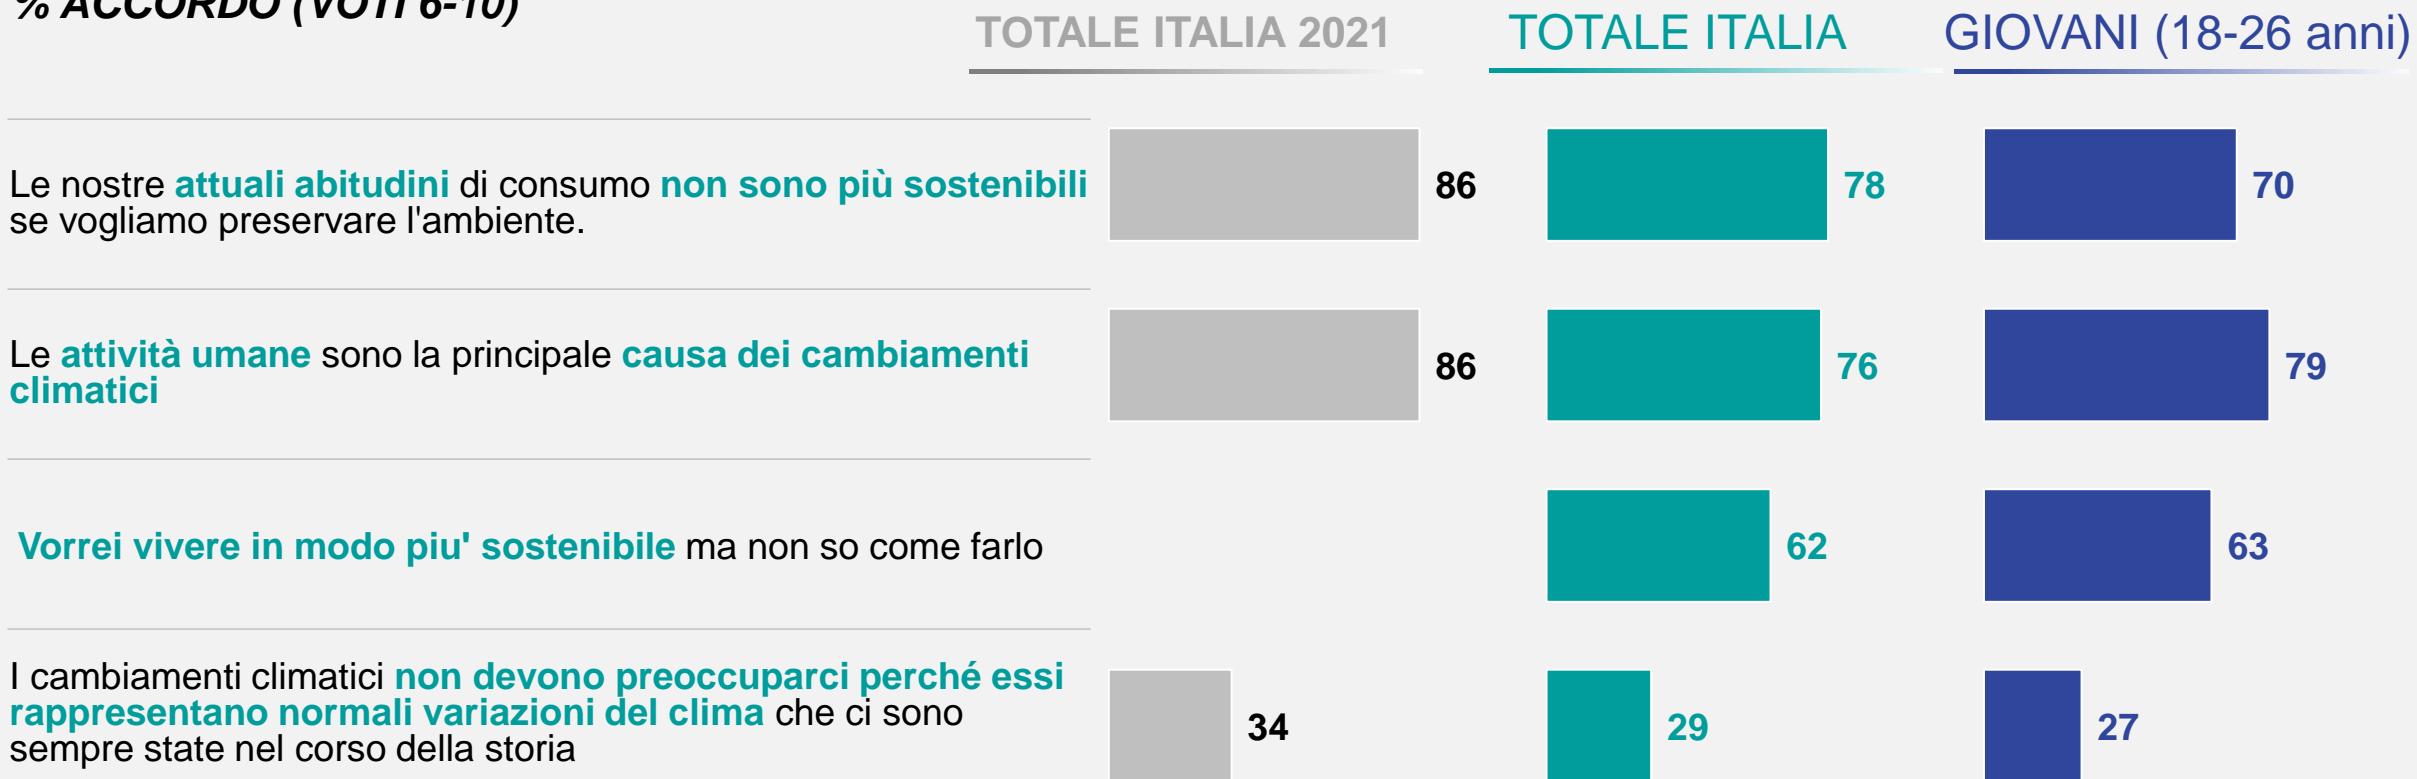 % ACCORDO (VOTI 6-10)
TOTALE ITALIA 2021
TOTALE ITALIA
GIOVANI (18-26 anni)
Le nostre attuali abitudini di consumo non sono più sostenibili
se vogliamo preservare l'ambiente.
86
78
70
Le attività umane sono la principale causa dei cambiamenti
climatici
86
76
79
Vorrei vivere in modo piu' sostenibile ma non so come farlo
62
63
I cambiamenti climatici non devono preoccuparci perché essi
rappresentano normali variazioni del clima che ci sono
sempre state nel corso della storia
34
29
27